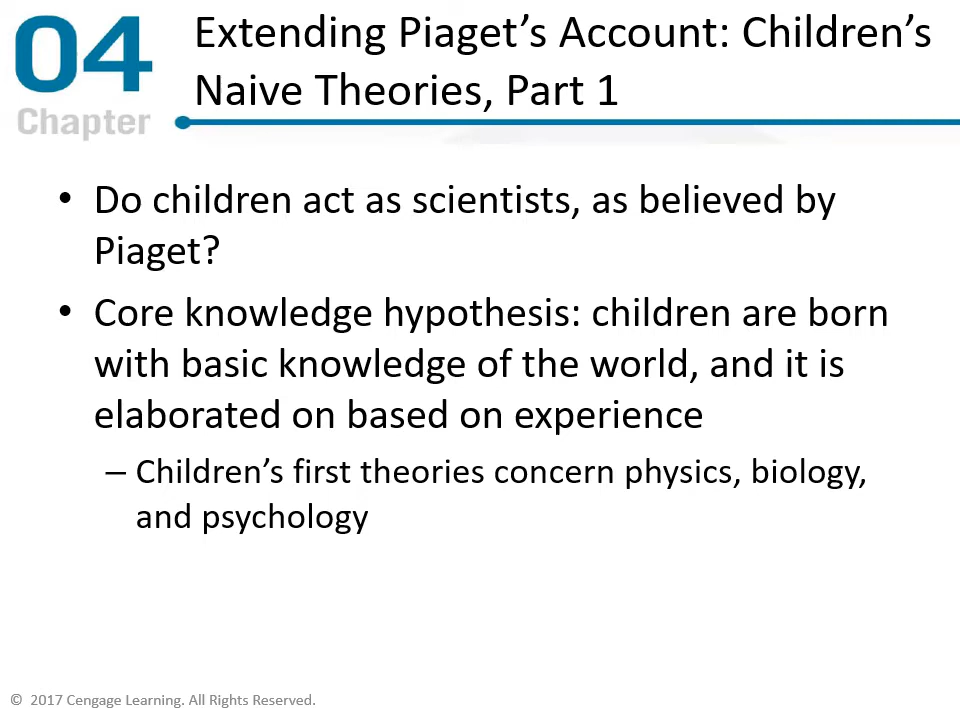 04
Chapter
Extending Piaget’s Account: Children’s
Naive Theories, Part 1
• Do children act as scientists, as believed by
Piaget?
• Core knowledge hypothesis: children are born
with basic knowledge of the world, and it is
elaborated on based on experience
– Children’s first theories concern physics, biology,
and psychology
© 2017 Cengage Learning. All Rights Reserved.